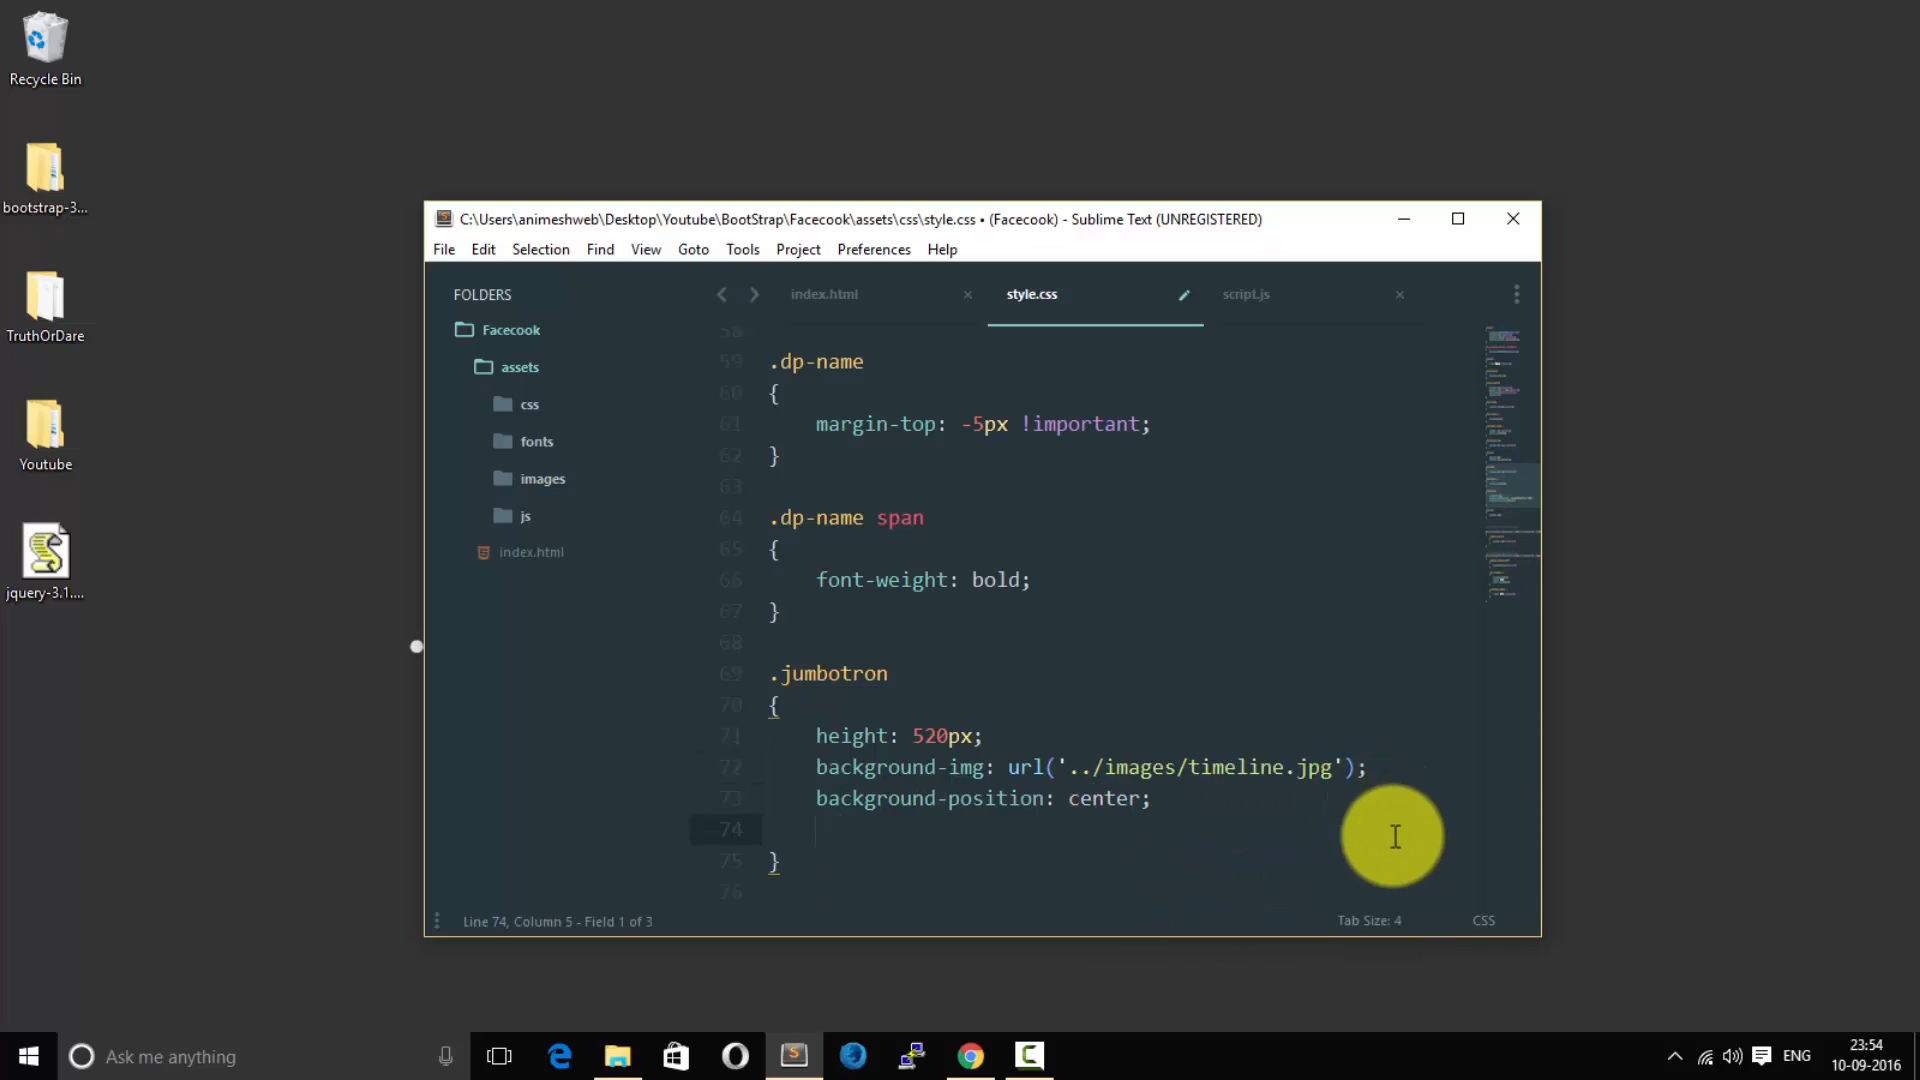 Recycle Bin
bootstrap-3...
TruthOrDare
Youtube
jquery-3.1....
C:\Users\animeshweb\Desktop\Youtube\BootStrap\Facecook\assets\css\style.css • (Facecook) - Sublime Text (UNREGISTERED)
File Edit Selection Find View Goto Tools Project Preferences Help
FOLDERS
Facecook
assets
css
fonts
images
js
index.html
index.html style.css script.js
58
59 .dp-name
60 {
61 margin-top: -5px !important;
62 }
63
64 .dp-name span
65 {
66 font-weight: bold;
67 }
68
69 .jumbotron
70 {
71 height: 520px;
72 background-img: url('../images/timeline.jpg');
73 background-position: center;
74
75 }
76
Line 74, Column 5 - Field 1 of 3 Tab Size: 4 CSS
Ask me anything
ENG
23:54
10-09-2016